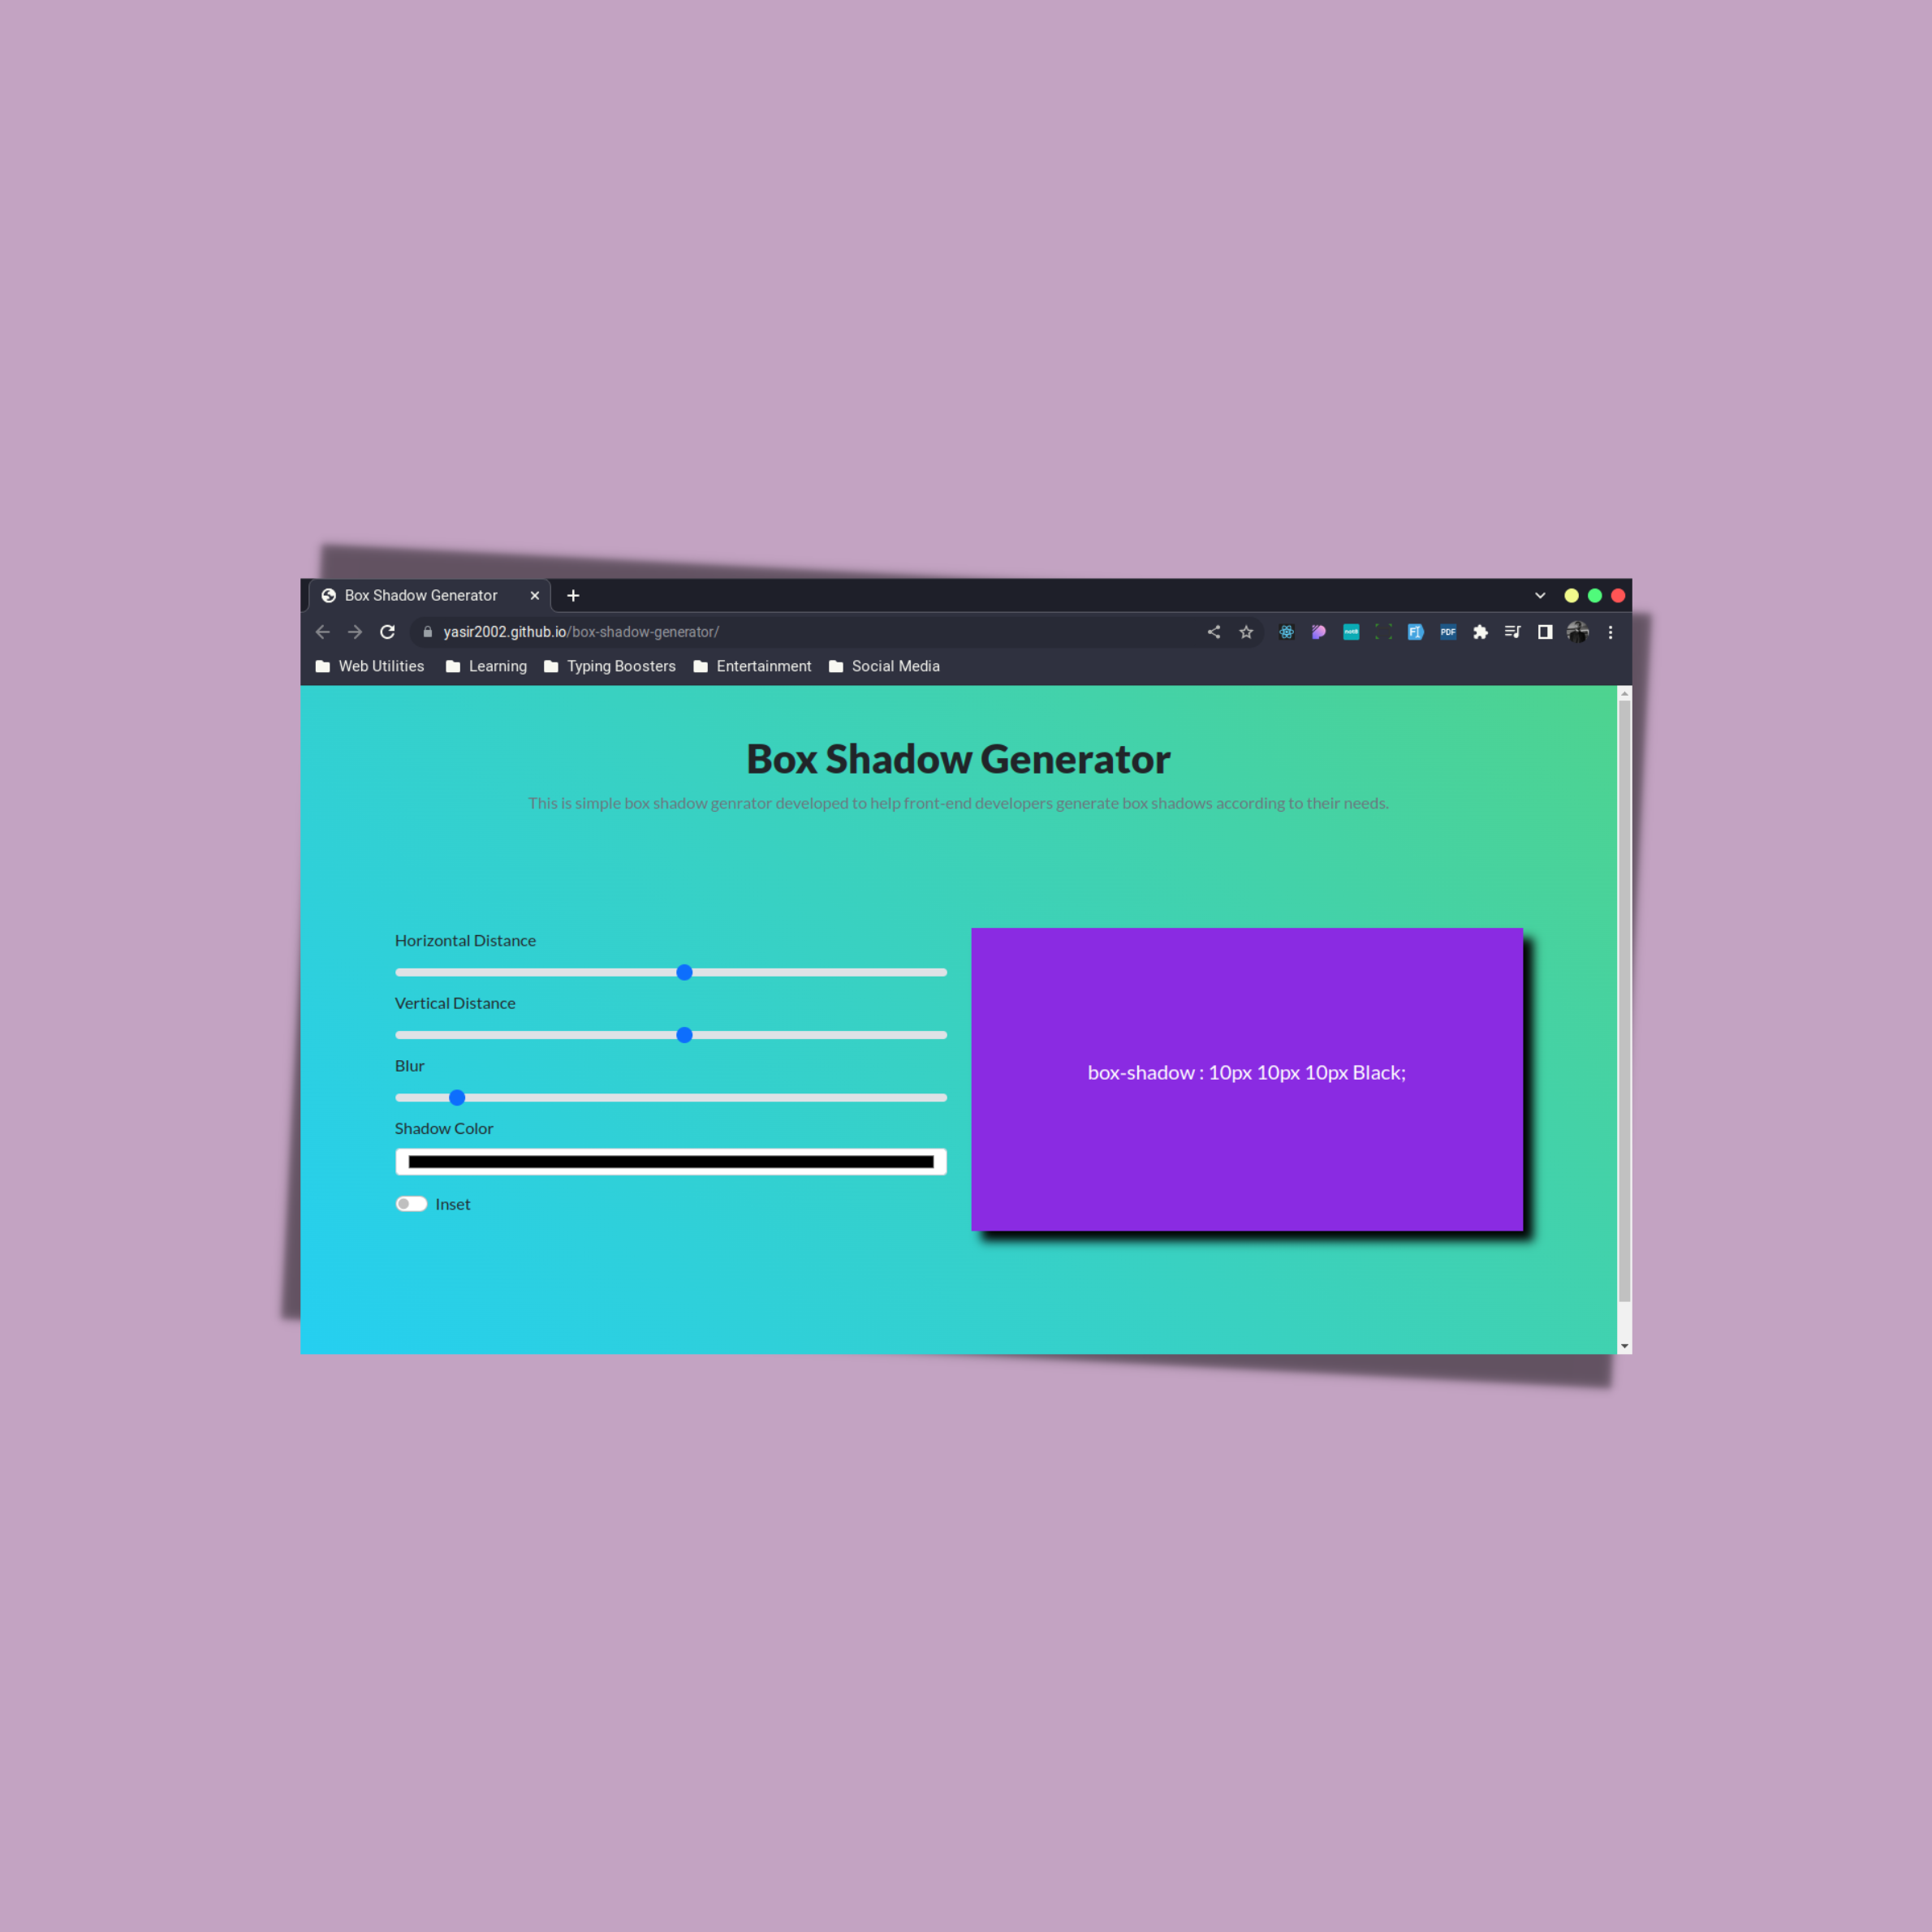 Box Shadow Generator
yasir2002.github.io/box-shadow-generator/
PDF
Web Utilities Learning Typing Boosters Entertainment Social Media
Box Shadow Generator
This is simple box shadow genrator developed to help front-end developers generate box shadows according to their needs.
Horizontal Distance
Vertical Distance
Blur
Shadow Color
Inset
box-shadow : 10px 10px 10px Black;